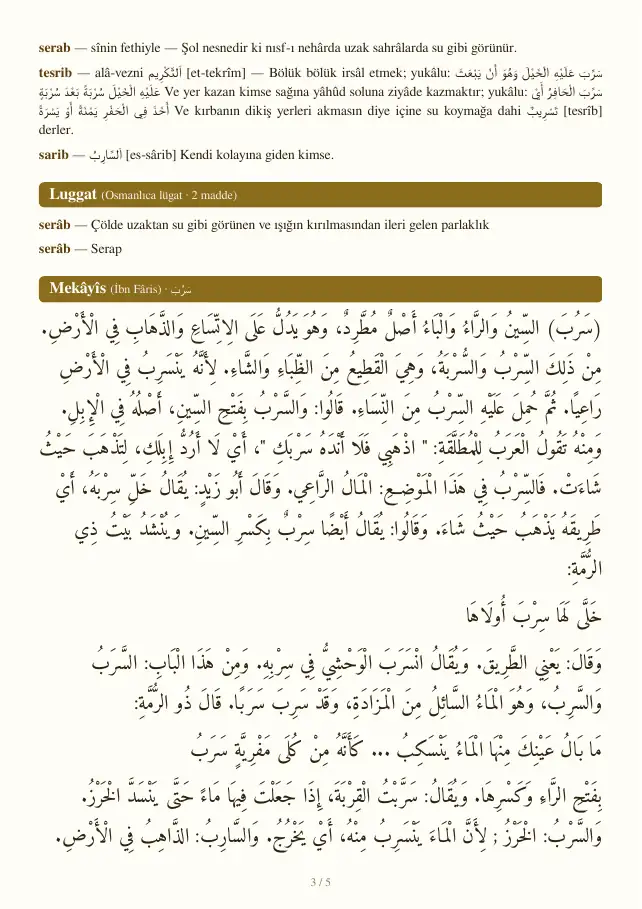 serab — sînin fethiyle — Şol nesnedir ki nısf-ı nehârda uzak sahrâlarda su gibi görünür.
tesrib — alâ-vezni اَلتَّكْرِيم [et-tekrîm] — Bölük bölük irsâl etmek; yukâlu: سَرَّبَ عَلَيْهِ الْخَيْلَ وَهُوَ أَنْ يَبْعَثَ
عَلَيْهِ الْخَيْلَ سُرْبَةً بَعْدَ سُرْبَةٍ Ve yer kazan kimse sağına yâhûd soluna ziyâde kazmaktır; yukâlu: سَرَّبَ الْحَافِرُ أَيْ
أَخَذَ فِي الْحَفْرِ يَمْنَةً أَوْ يَسْرَةً Ve kırbanın dikiş yerleri akmasın diye içine su koymağa dahi تَسْرِيبٌ [tesrîb]
derler.
sarib — اَلسَّارِبُ [es-sârib] Kendi kolayına giden kimse.
Luggat (Osmanlıca lügat · 2 madde)
serâb — Çölde uzaktan su gibi görünen ve ışığın kırılmasından ileri gelen parlaklık
serâb — Serap
Mekâyîs (İbn Fâris) · سَرَبَ
(سَرُبَ) السِّينُ وَالرَّاءُ وَالْبَاءُ أَصْلٌ مُطَّرِدٌ، وَهُوَ يَدُلُّ عَلَى الِاتِّسَاعِ وَالذَّهَابِ فِي الْأَرْضِ.
مِنْ ذَلِكَ السِّرْبُ وَالسُّرْبَةُ، وَهِيَ الْقَطِيعُ مِنَ الظِّبَاءِ وَالشَّاءِ. لِأَنَّهُ يَنْسَرِبُ فِي الْأَرْضِ
رَاعِيًا. ثُمَّ حُمِلَ عَلَيْهِ السِّرْبُ مِنَ النِّسَاءِ. قَالُوا: وَالسَّرْبُ بِفَتْحِ السِّينِ، أَصْلُهُ فِي الْإِبِلِ.
وَمِنْهُ تَقُولُ الْعَرَبُ لِلْمُطَلَّقَةِ: " اذْهَبِي فَلَا أَنْدَهُ سَرْبَكِ "، أَيْ لَا أَرُدُّ إِبِلَكِ، لِتَذْهَبَ حَيْثُ
شَاءَتْ. فَالسِّرْبُ فِي هَذَا الْمَوْضِعِ: الْمَالُ الرَّاعِي. وَقَالَ أَبُو زَيْدٍ: يُقَالُ خَلِّ سِرْبَهُ، أَيْ
طَرِيقَهُ يَذْهَبُ حَيْثُ شَاءَ. وَقَالُوا: يُقَالُ أَيْضًا سِرْبٌ بِكَسْرِ السِّينِ. وَيُنْشَدُ بَيْتُ ذِي
الرُّمَّةِ:
خَلَّى لَهَا سِرْبَ أُولَاهَا
وَقَالَ: يَعْنِي الطَّرِيقَ. وَيُقَالُ انْسَرَبَ الْوَحْشِيُّ فِي سِرْبِهِ. وَمِنْ هَذَا الْبَابِ: السَّرَبُ
وَالسَّرِبُ، وَهُوَ الْمَاءُ السَّائِلُ مِنَ الْمَزَادَةِ، وَقَدْ سَرِبَ سَرَبًا. قَالَ ذُو الرُّمَّةِ:
مَا بَالُ عَيْنِكَ مِنْهَا الْمَاءُ يَنْسَكِبُ ... كَأَنَّهُ مِنْ كُلَى مَفْرِيَّةٍ سَرَبُ
بِفَتْحِ الرَّاءِ وَكَسْرِهَا. وَيُقَالُ: سَرَّبْتُ الْقِرْبَةَ، إِذَا جَعَلْتَ فِيهَا مَاءً حَتَّى يَنْسَدَّ الْخَرْزُ.
وَالسَّرْبُ: الْخَرْزُ ; لِأَنَّ الْمَاءَ يَنْسَرِبُ مِنْهُ، أَيْ يَخْرُجُ. وَالسَّارِبُ: الذَّاهِبُ فِي الْأَرْضِ.
3 / 5